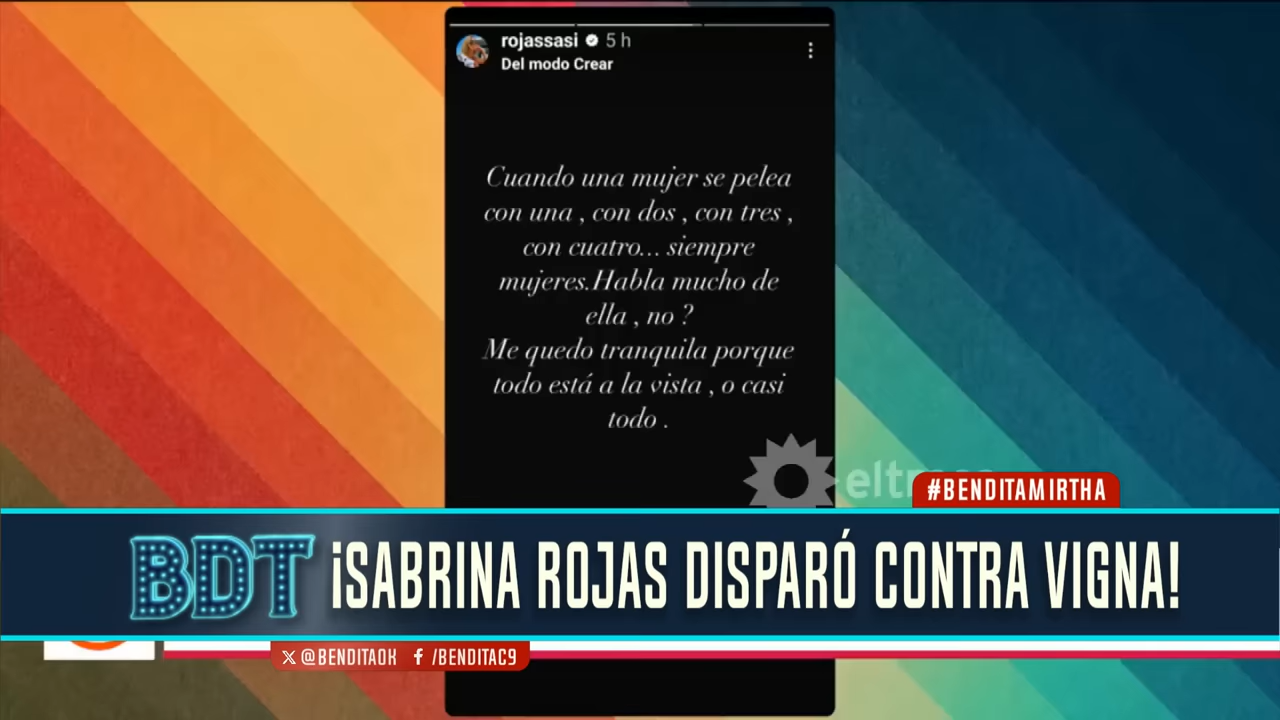 rojassasi 5 h
Del modo Crear
Cuando una mujer se pelea
con una , con dos , con tres ,
con cuatro... siempre
mujeres.Habla mucho de
ella , no ?
Me quedo tranquila porque
todo está a la vista , o casi
todo .
#BENDITAMIRTHA
BDT ¡SABRINA ROJAS DISPARÓ CONTRA VIGNA!
X @BENDITAOK f /BENDITAC9